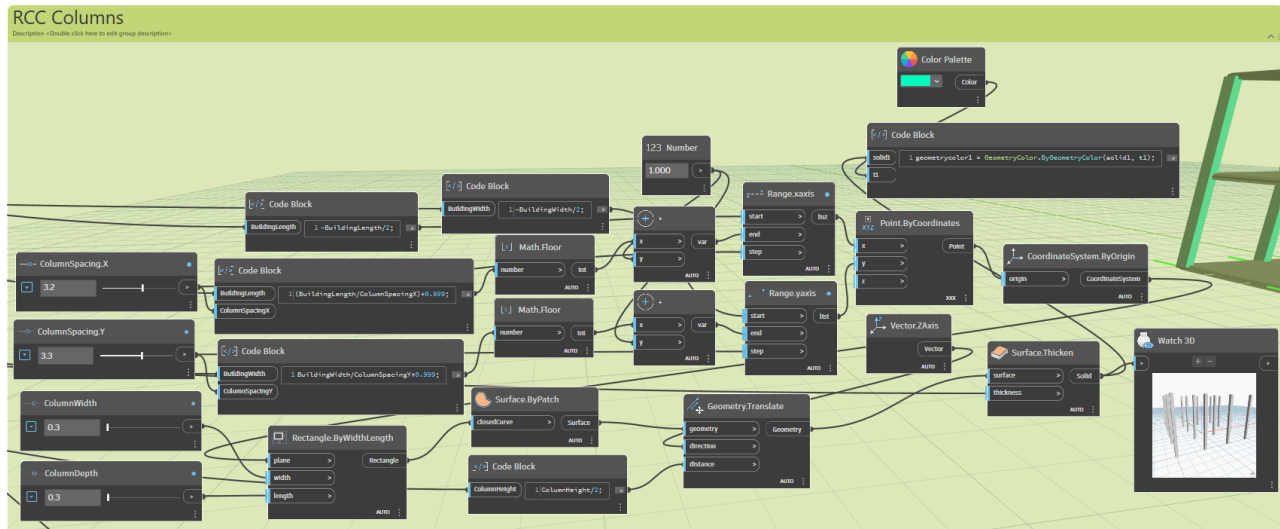 RCC Columns
Description <Double click here to edit group description>
Color Palette
Color
Code Block
solid1
t1
1 geometrycolor1 = GeometryColor.ByGeometryColor(solid1, t1);
123 Number
1.000
Code Block
BuildingLength
1 -BuildingLength/2;
Code Block
BuildingWidth
1 -BuildingWidth/2;
+
x
y
var
AUTO
Range.xaxis
start
end
step
list
AUTO
XYZ
Point.ByCoordinates
x
y
z
Point
XXX
CoordinateSystem.ByOrigin
origin
CoordinateSystem
AUTO
ColumnSpacing.X
3.2
Code Block
BuildingLength
ColumnSpacingX
1 (BuildingLength/ColumnSpacingX)+0.999;
Math.Floor
number
int
AUTO
Math.Floor
number
int
AUTO
+
x
y
var
AUTO
Range.yaxis
start
end
step
list
AUTO
Vector.ZAxis
Vector
AUTO
ColumnSpacing.Y
3.3
Code Block
BuildingWidth
ColumnSpacingY
1 BuildingWidth/ColumnSpacingY+0.999;
Surface.Thicken
surface
thickness
Solid
AUTO
Watch 3D
ColumnWidth
0.3
ColumnDepth
0.3
Rectangle.ByWidthLength
plane
width
length
Rectangle
AUTO
Surface.ByPatch
closedCurve
Surface
AUTO
Code Block
ColumnHeight
1 ColumnHeight/2;
Geometry.Translate
geometry
direction
distance
Geometry
AUTO